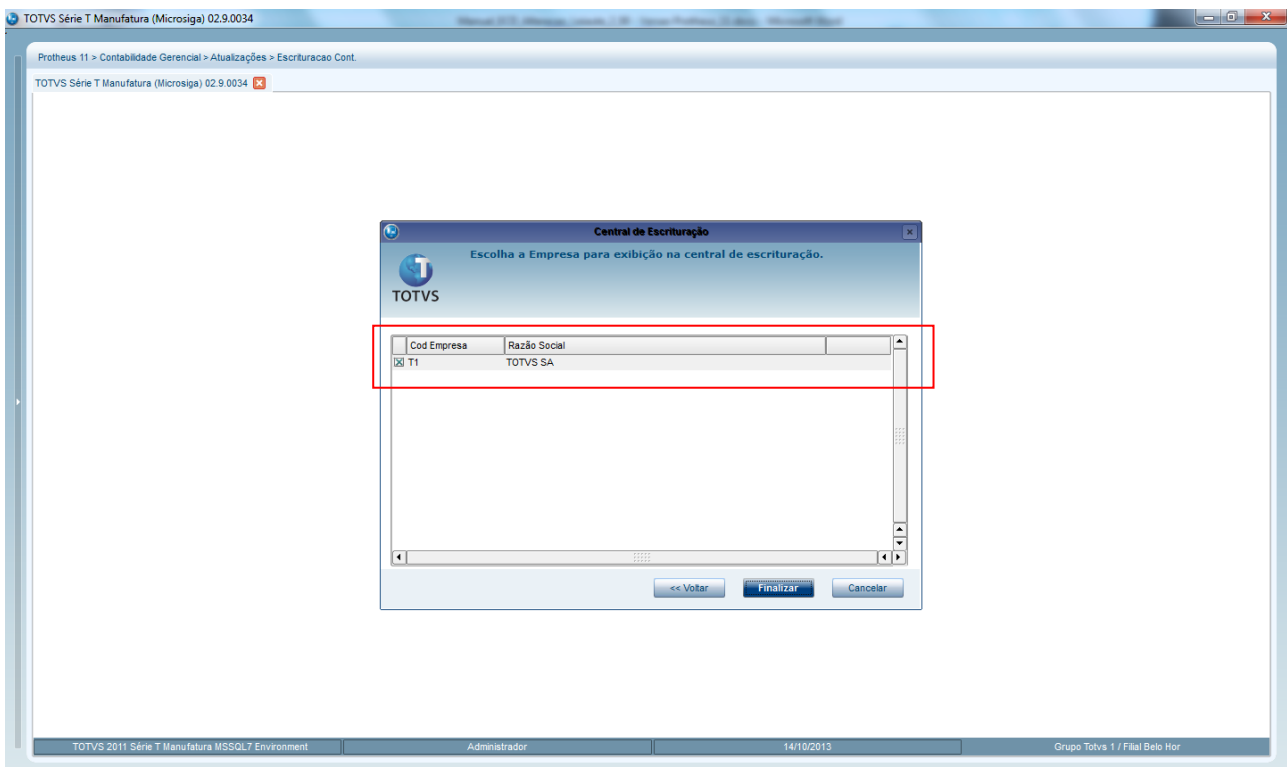 TOTVS Série T Manufatura (Microsiga) 02.9.0034
Protheus 11 > Contabilidade Gerencial > Atualizações > Escrituracao Cont.
TOTVS Série T Manufatura (Microsiga) 02.9.0034
Central de Escrituração
Escolha a Empresa para exibição na central de escrituração.
TOTVS
Cod Empresa Razão Social
T1 TOTVS SA
<< Voltar Finalizar Cancelar
TOTVS 2011 Série T Manufatura MSSQL7 Environment Administrador 14/10/2013 Grupo Totvs 1 / Filial Belo Hor